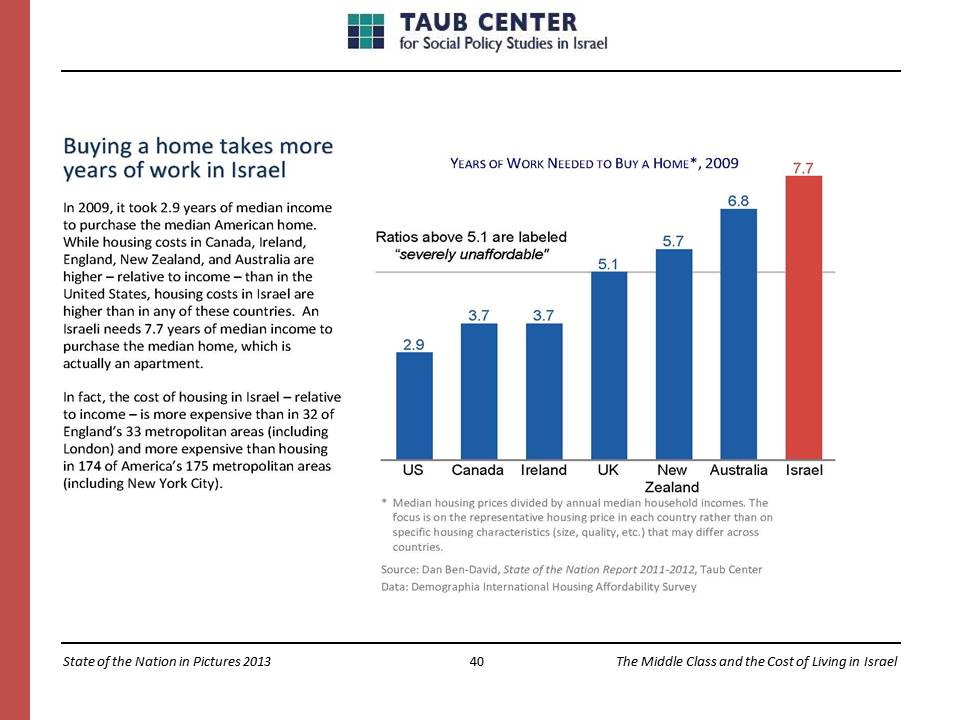 TAUB CENTER
for Social Policy Studies in Israel
Buying a home takes more
years of work in Israel
In 2009, it took 2.9 years of median income
to purchase the median American home.
While housing costs in Canada, Ireland,
England, New Zealand, and Australia are
higher – relative to income – than in the
United States, housing costs in Israel are
higher than in any of these countries.  An
Israeli needs 7.7 years of median income to
purchase the median home, which is
actually an apartment.
In fact, the cost of housing in Israel – relative
to income – is more expensive than in 32 of
England's 33 metropolitan areas (including
London) and more expensive than housing
in 174 of America's 175 metropolitan areas
(including New York City).
YEARS OF WORK NEEDED TO BUY A HOME*, 2009
Ratios above 5.1 are labeled
"severely unaffordable"
2.9
3.7
3.7
5.1
5.7
6.8
7.7
US
Canada
Ireland
UK
New
Zealand
Australia
Israel
* Median housing prices divided by annual median household incomes. The
focus is on the representative housing price in each country rather than on
specific housing characteristics (size, quality, etc.) that may differ across
countries.
Source: Dan Ben-David, State of the Nation Report 2011-2012, Taub Center
Data: Demographia International Housing Affordability Survey
State of the Nation in Pictures 2013
40
The Middle Class and the Cost of Living in Israel